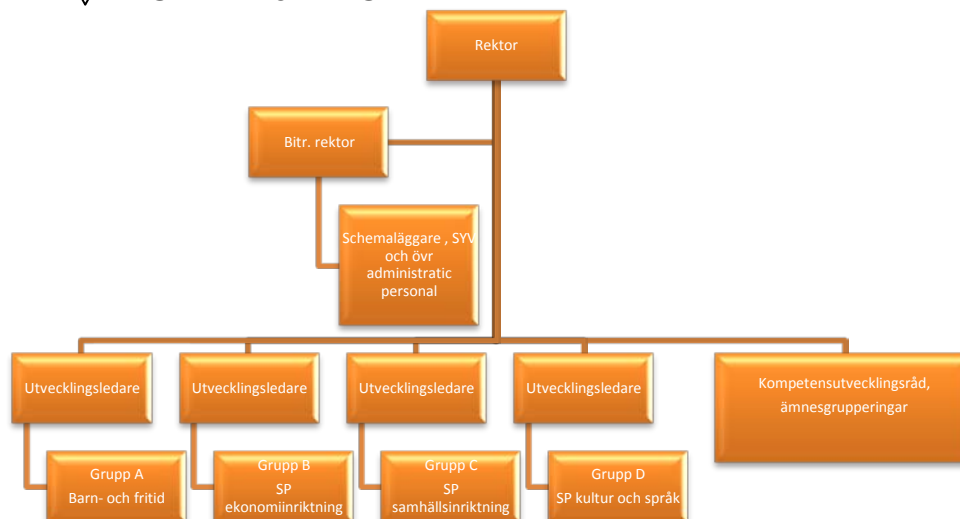 Rektor
Bitr. rektor
Schemaläggare , SYV
och övr
administratic
personal
Utvecklingsledare
Utvecklingsledare
Utvecklingsledare
Utvecklingsledare
Kompetensutvecklingsråd,
ämnesgrupperingar
Grupp A
Barn- och fritid
Grupp B
SP
ekonomiinriktning
Grupp C
SP
samhällsinriktning
Grupp D
SP kultur och språk